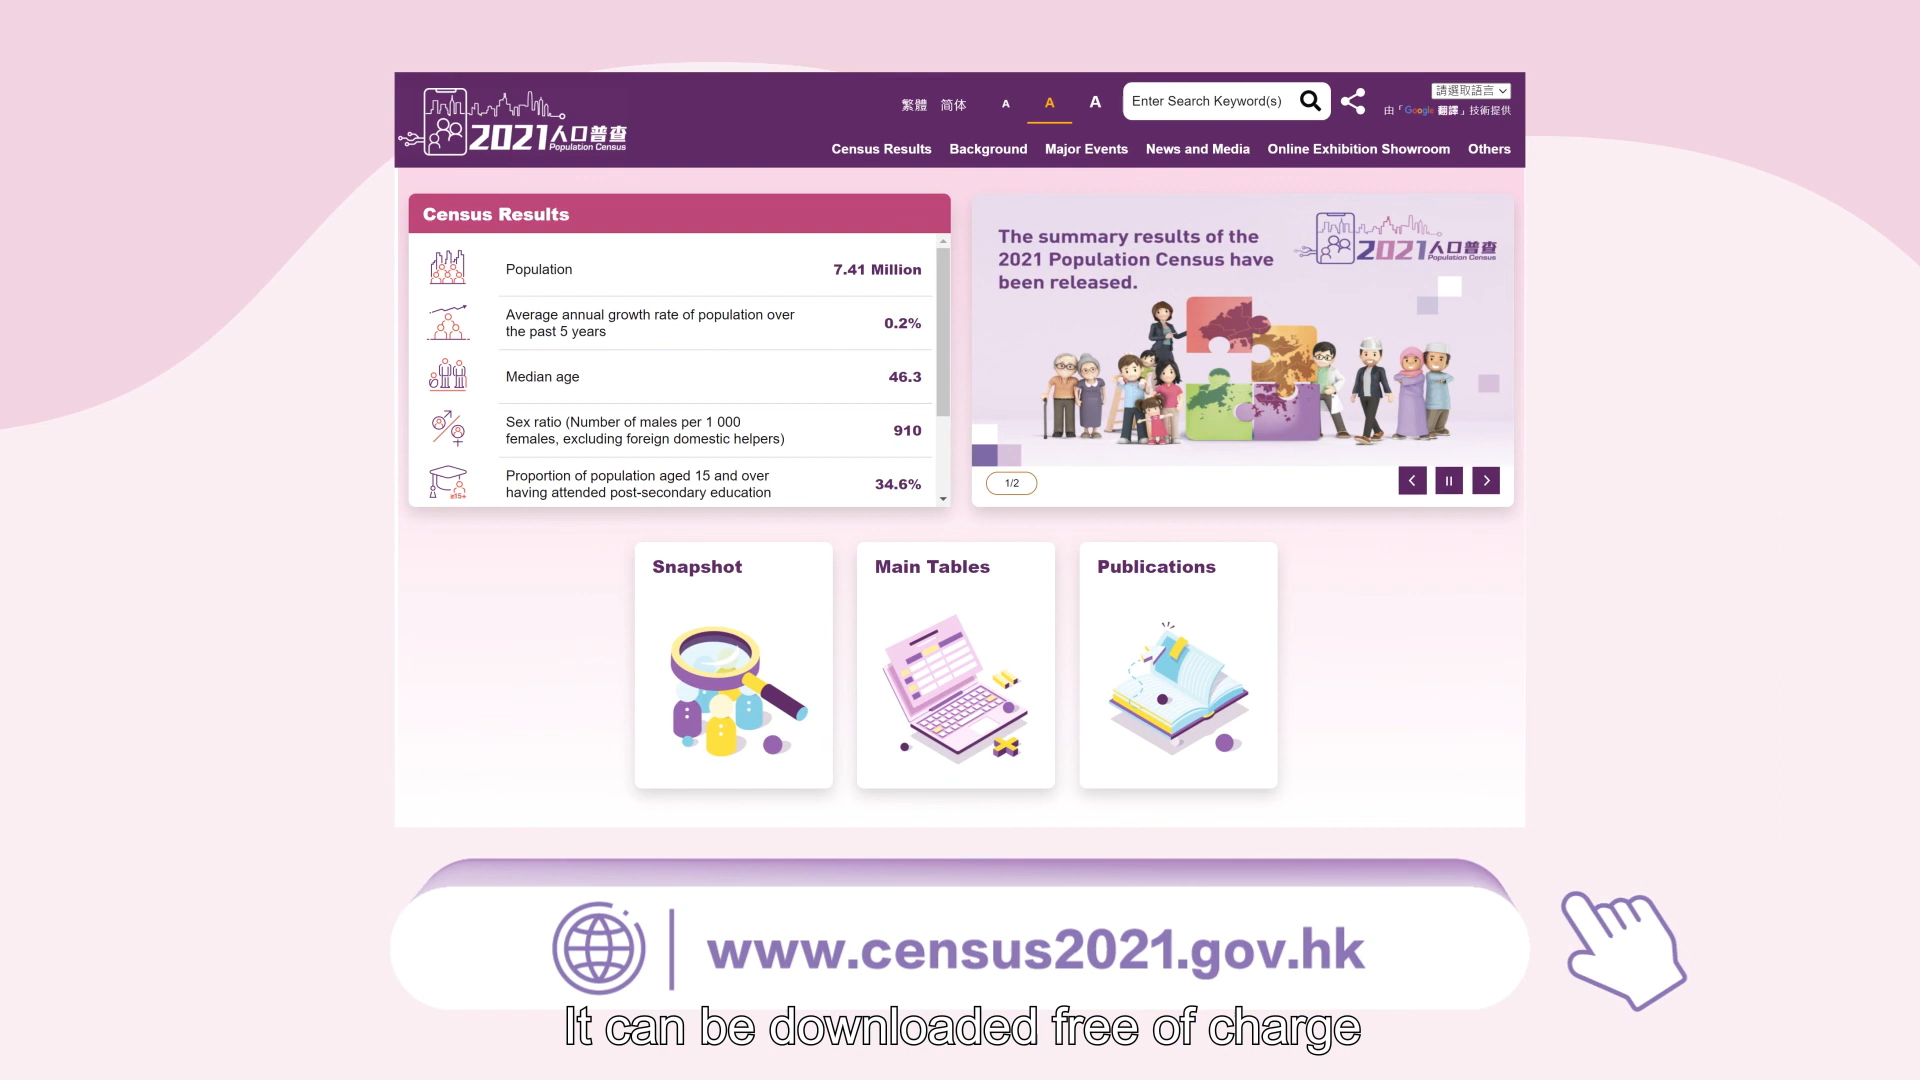 2021人口普查
Population Census
繁體 简体 A A A
Enter Search Keyword(s)
請選取語言
由「Google 翻譯」技術提供
Census Results Background Major Events News and Media Online Exhibition Showroom Others
Census Results
Population 7.41 Million
Average annual growth rate of population over
the past 5 years 0.2%
Median age 46.3
Sex ratio (Number of males per 1 000
females, excluding foreign domestic helpers) 910
≥15+
Proportion of population aged 15 and over
having attended post-secondary education 34.6%
The summary results of the
2021 Population Census have
been released.
2021人口普查
Population Census
1/2
Snapshot
Main Tables
Publications
www.census2021.gov.hk
It can be downloaded free of charge